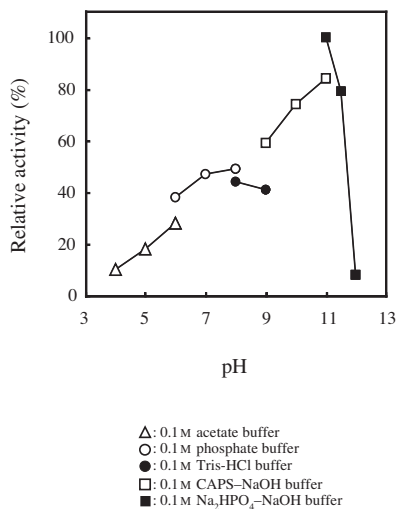 Relative activity (%)
100
80
60
40
20
0
3 5 7 9 11 13
pH
△: 0.1 M acetate buffer
○: 0.1 M phosphate buffer
●: 0.1 M Tris-HCl buffer
□: 0.1 M CAPS–NaOH buffer
■: 0.1 M Na₂HPO₄–NaOH buffer